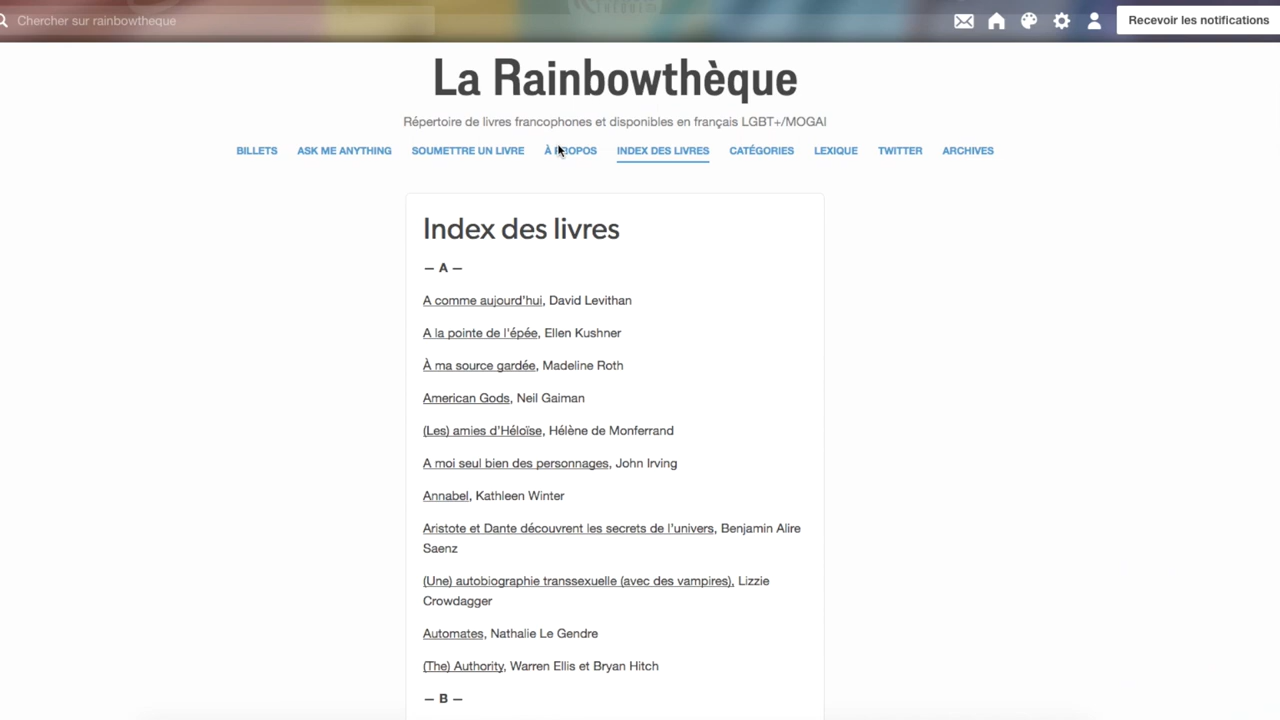 Chercher sur rainbowtheque
Recevoir les notifications
La Rainbowthèque
Répertoire de livres francophones et disponibles en français LGBT+/MOGAI
BILLETS ASK ME ANYTHING SOUMETTRE UN LIVRE À PROPOS INDEX DES LIVRES CATÉGORIES LEXIQUE TWITTER ARCHIVES
Index des livres
— A —
A comme aujourd'hui, David Levithan
A la pointe de l'épée, Ellen Kushner
À ma source gardée, Madeline Roth
American Gods, Neil Gaiman
(Les) amies d'Héloïse, Hélène de Monferrand
A moi seul bien des personnages, John Irving
Annabel, Kathleen Winter
Aristote et Dante découvrent les secrets de l'univers, Benjamin Alire
Saenz
(Une) autobiographie transsexuelle (avec des vampires), Lizzie
Crowdagger
Automates, Nathalie Le Gendre
(The) Authority, Warren Ellis et Bryan Hitch
— B —